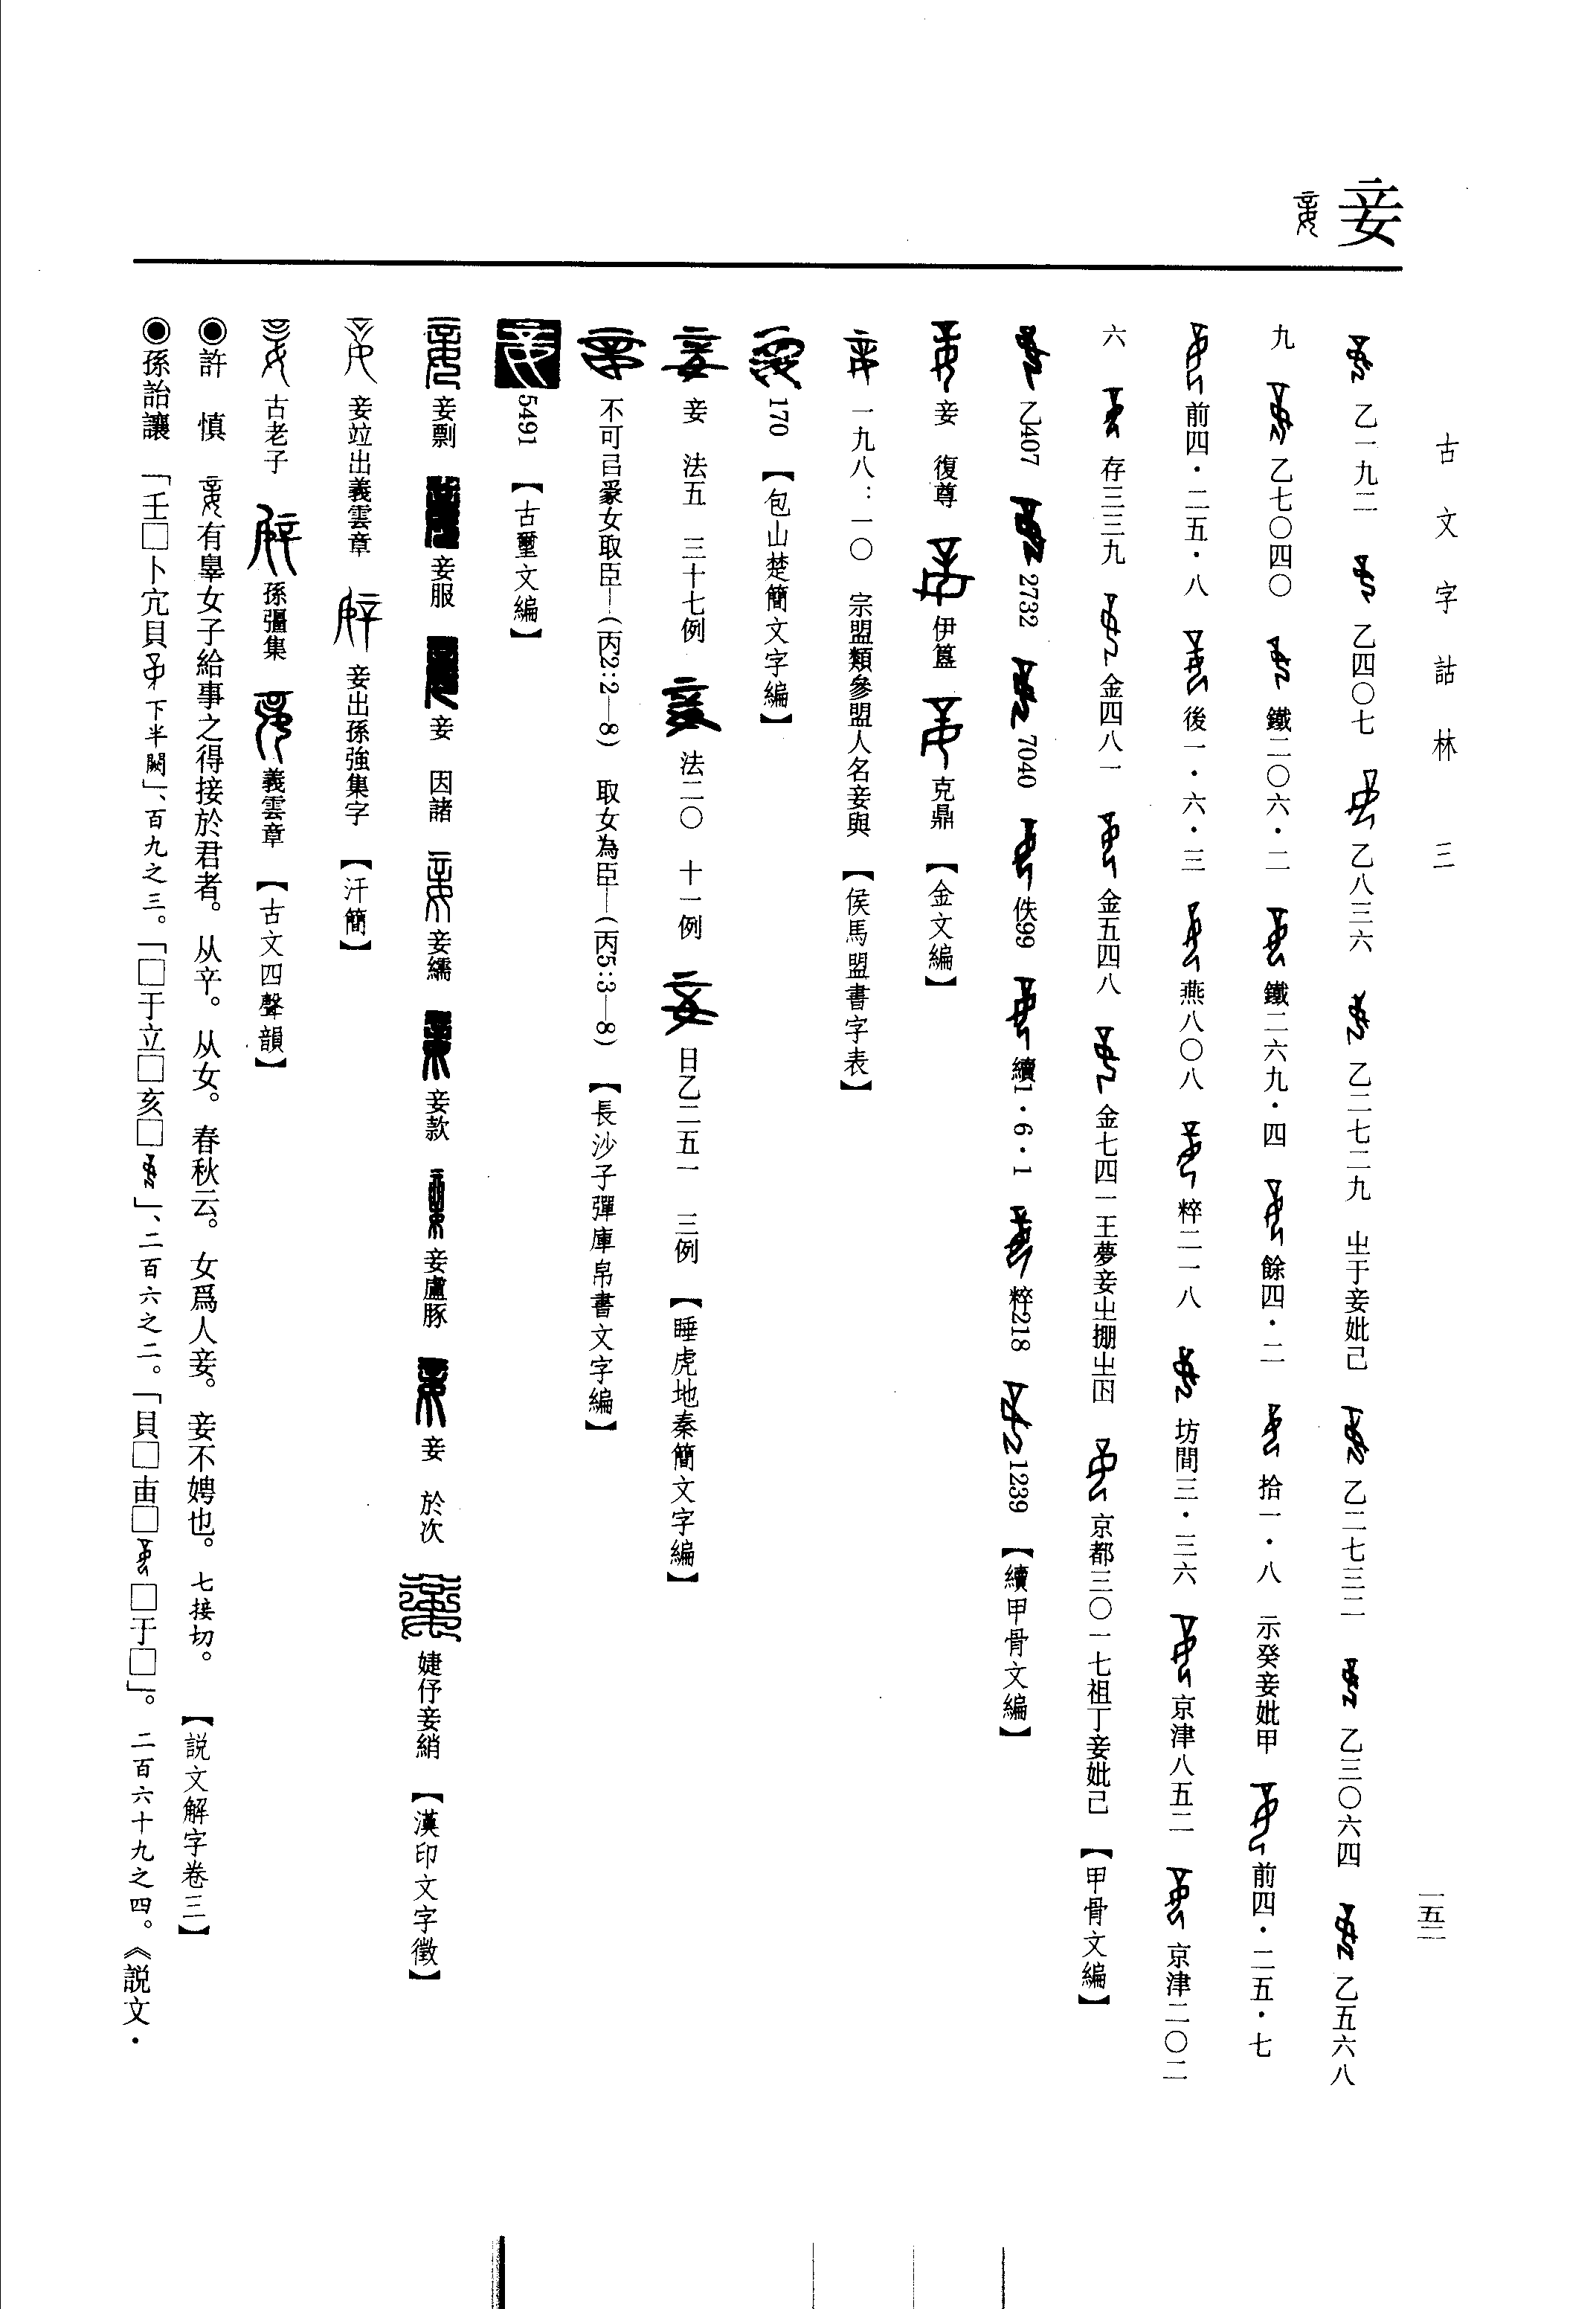 古文字詁林 三
一五二
妾
乙一九二 乙四〇七 乙八三六 乙二七二九 㞢于妾妣己 乙二七三二 乙三〇六四 乙五六八
九 乙七〇四〇 鐵二〇六・二 鐵二六九・四 餘四・二 拾一・八 示癸妾妣甲 前四・二五・七
前四・二五・八 後一・六・三 燕八〇八 粹二一八 坊間三・三六 京津八五二 京津二〇二
六 存三三九 金四八一 金五四八 金七四一 王夢妾㞢㞢 京都三〇一七 祖丁妾妣己 【甲骨文編】
乙407 2732 7040 佚99 續1・6・1 粹218 1239 【續甲骨文編】
妾 復尊 伊簋 克鼎 【金文編】
一九八：一〇 宗盟類參盟人名妾與 【侯馬盟書字表】
170 【包山楚簡文字編】
妾 法五 三十七例 法二〇 十一例 日乙二五一 三例 【睡虎地秦簡文字編】
不可㠯女取臣—（丙2:2—8） 取女為臣—（丙5:3—8） 【長沙子彈庫帛書文字編】
5491 【古璽文編】
妾剽 妾服 妾因諸 妾繻 妾款 妾盧豚 妾於次 婕伃妾綃 【漢印文字徵】
妾竝出義雲章 妾出孫強集字 【汗簡】
古老子 孫彊集 義雲章 【古文四聲韻】
◉許 慎 有辠女子給事之得接於君者。从䇂。从女。春秋云。女爲人妾。妾不娉也。七接切。 【説文解字卷三】
◉孫詒讓 「壬□卜㱿貝下半闕」、百九之三。「□于立□亥□」、二百六之二。「貝□由□□于□」。二百六十九之四。《説文・